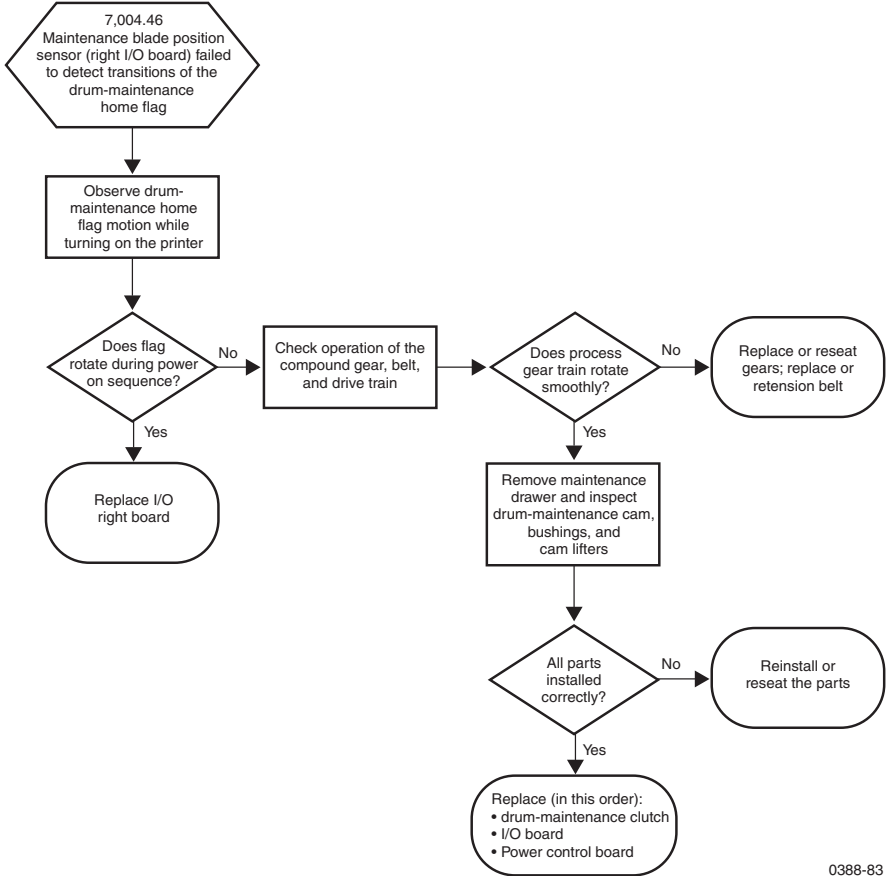 7,004.46
Maintenance blade position
sensor (right I/O board) failed
to detect transitions of the
drum-maintenance
home flag
Observe drum-
maintenance home
flag motion while
turning on the printer
Does flag
rotate during power
on sequence?
No
Yes
Replace I/O
right board
Check operation of the
compound gear, belt,
and drive train
Does process
gear train rotate
smoothly?
No
Replace or reseat
gears; replace or
retension belt
Yes
Remove maintenance
drawer and inspect
drum-maintenance cam,
bushings, and
cam lifters
All parts
installed
correctly?
No
Reinstall or
reseat the parts
Yes
Replace (in this order):
• drum-maintenance clutch
• I/O board
• Power control board
0388-83